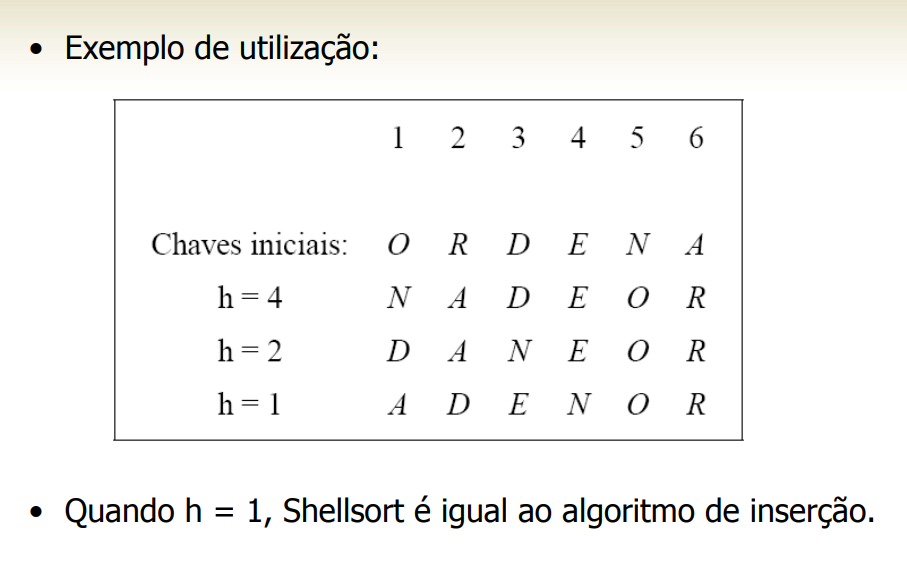 • Exemplo de utilização:
1 2 3 4 5 6
Chaves iniciais: O R D E N A
h = 4 N A D E O R
h = 2 D A N E O R
h = 1 A D E N O R
• Quando h = 1, Shellsort é igual ao algoritmo de inserção.